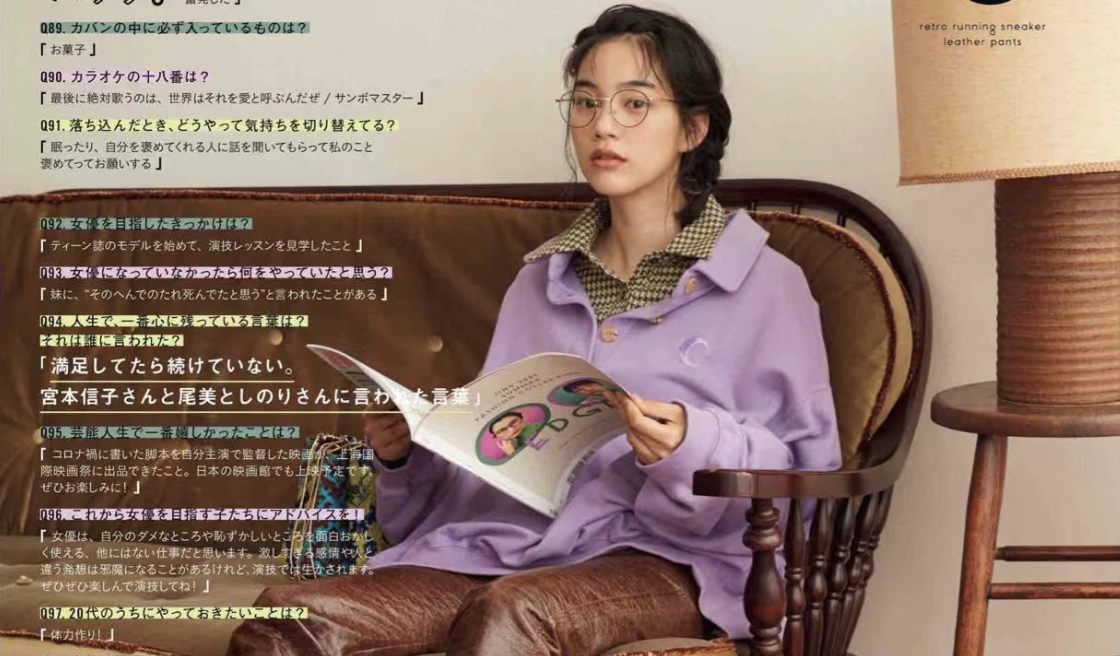 Q89. カバンの中に必ず入っているものは？
「お菓子」
Q90. カラオケの十八番は？
「最後に絶対歌うのは、世界はそれを愛と呼ぶんだぜ / サンボマスター」
Q91. 落ち込んだとき、どうやって気持ちを切り替えてる？
「眠ったり、自分を褒めてくれる人に話を聞いてもらって私のこと
褒めてってお願いする」
Q92. 女優を目指したきっかけは？
「ティーン誌のモデルを始めて、演技レッスンを見学したこと」
Q93. 女優になっていなかったら何をやっていたと思う？
「妹に、“そのへんでのたれ死んでたと思う”と言われたことがある」
Q94. 人生で、一番心に残っている言葉は？
それは誰に言われた？
「満足してたら続けていない。
宮本信子さんと尾美としのりさんに言われた言葉」
Q95. 芸能人生で一番嬉しかったことは？
「コロナ禍に書いた脚本を自分主演で監督した映画が、上海国
際映画祭に出品できたこと。日本の映画館でも上映予定です。
ぜひお楽しみに！」
Q96. これから女優を目指す子たちにアドバイスを！
「女優は、自分のダメなところや恥ずかしいところを面白おかし
く使える、他にはない仕事だと思います。激しすぎる感情や人と
違う発想は邪魔になることがあるけれど、演技では生かされます。
ぜひぜひ楽しんで演技してね！」
Q97. 20代のうちにやっておきたいことは？
「体力作り！」
retro running sneaker
leather pants